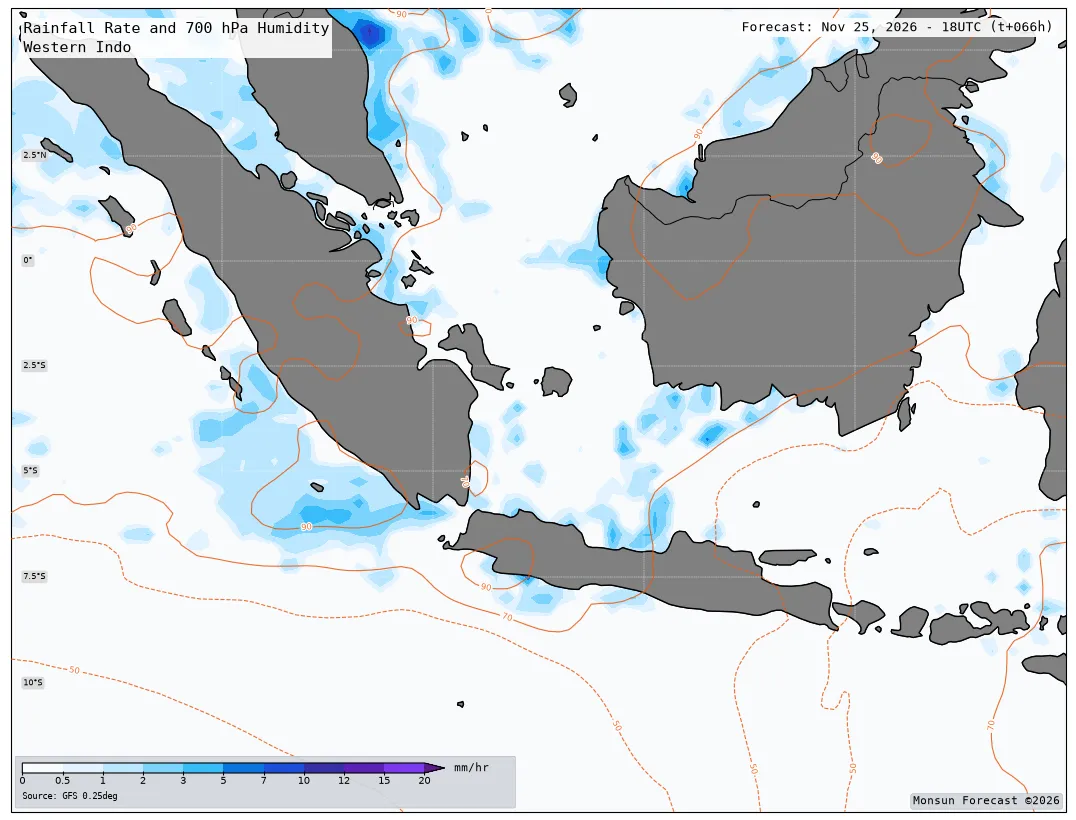 Rainfall Rate and 700 hPa Humidity
Western Indo
Forecast: Nov 25, 2026 - 18UTC (t+066h)
90
90
2.5°N
90
90
0°
90
2.5°S
5°S
70
90
7.5°S
90
70
50
10°S
50
70
50
50
mm/hr
0 0.5 1 2 3 5 7 10 12 15 20
Source: GFS 0.25deg
Monsun Forecast ©2026